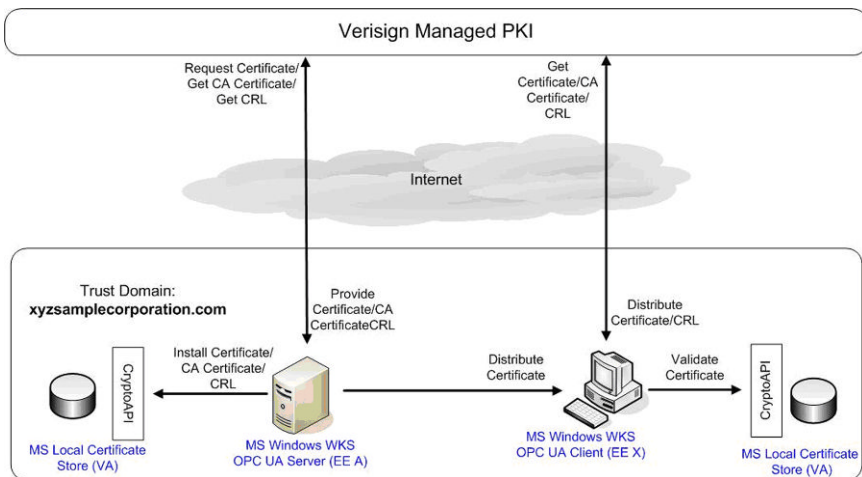 Verisign Managed PKI
Request Certificate/
Get CA Certificate/
Get CRL
Get
Certificate/CA
Certificate/
CRL
Internet
Trust Domain:
xyzsamplecorporation.com
Provide
Certificate/CA
CertificateCRL
Distribute
Certificate/CRL
Install Certificate/
CA Certificate/
CRL
Distribute
Certificate
Validate
Certificate
CryptoAPI
CryptoAPI
MS Local Certificate
Store (VA)
MS Windows WKS
OPC UA Server (EE A)
MS Windows WKS
OPC UA Client (EE X)
MS Local Certificate
Store (VA)